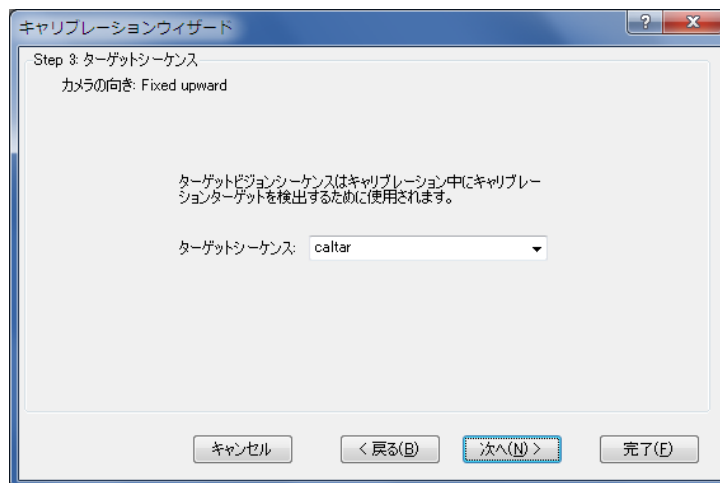 キャリブレーションウィザード
?
X
Step 3: ターゲットシーケンス
カメラの向き: Fixed upward
ターゲットビジョンシーケンスはキャリブレーション中にキャリブレー
ションターゲットを検出するために使用されます。
ターゲットシーケンス: caltar
キャンセル < 戻る(B) 次へ(N) > 完了(F)